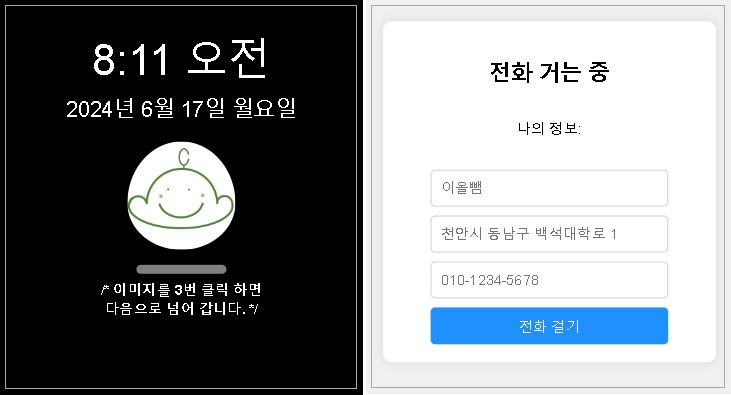 8:11 오전
2024년 6월 17일 월요일
/* 이미지를 3번 클릭 하면
다음으로 넘어 갑니다. */
전화 거는 중
나의 정보:
이올뺌
천안시 동남구 백석대학로 1
010-1234-5678
전화 걸기